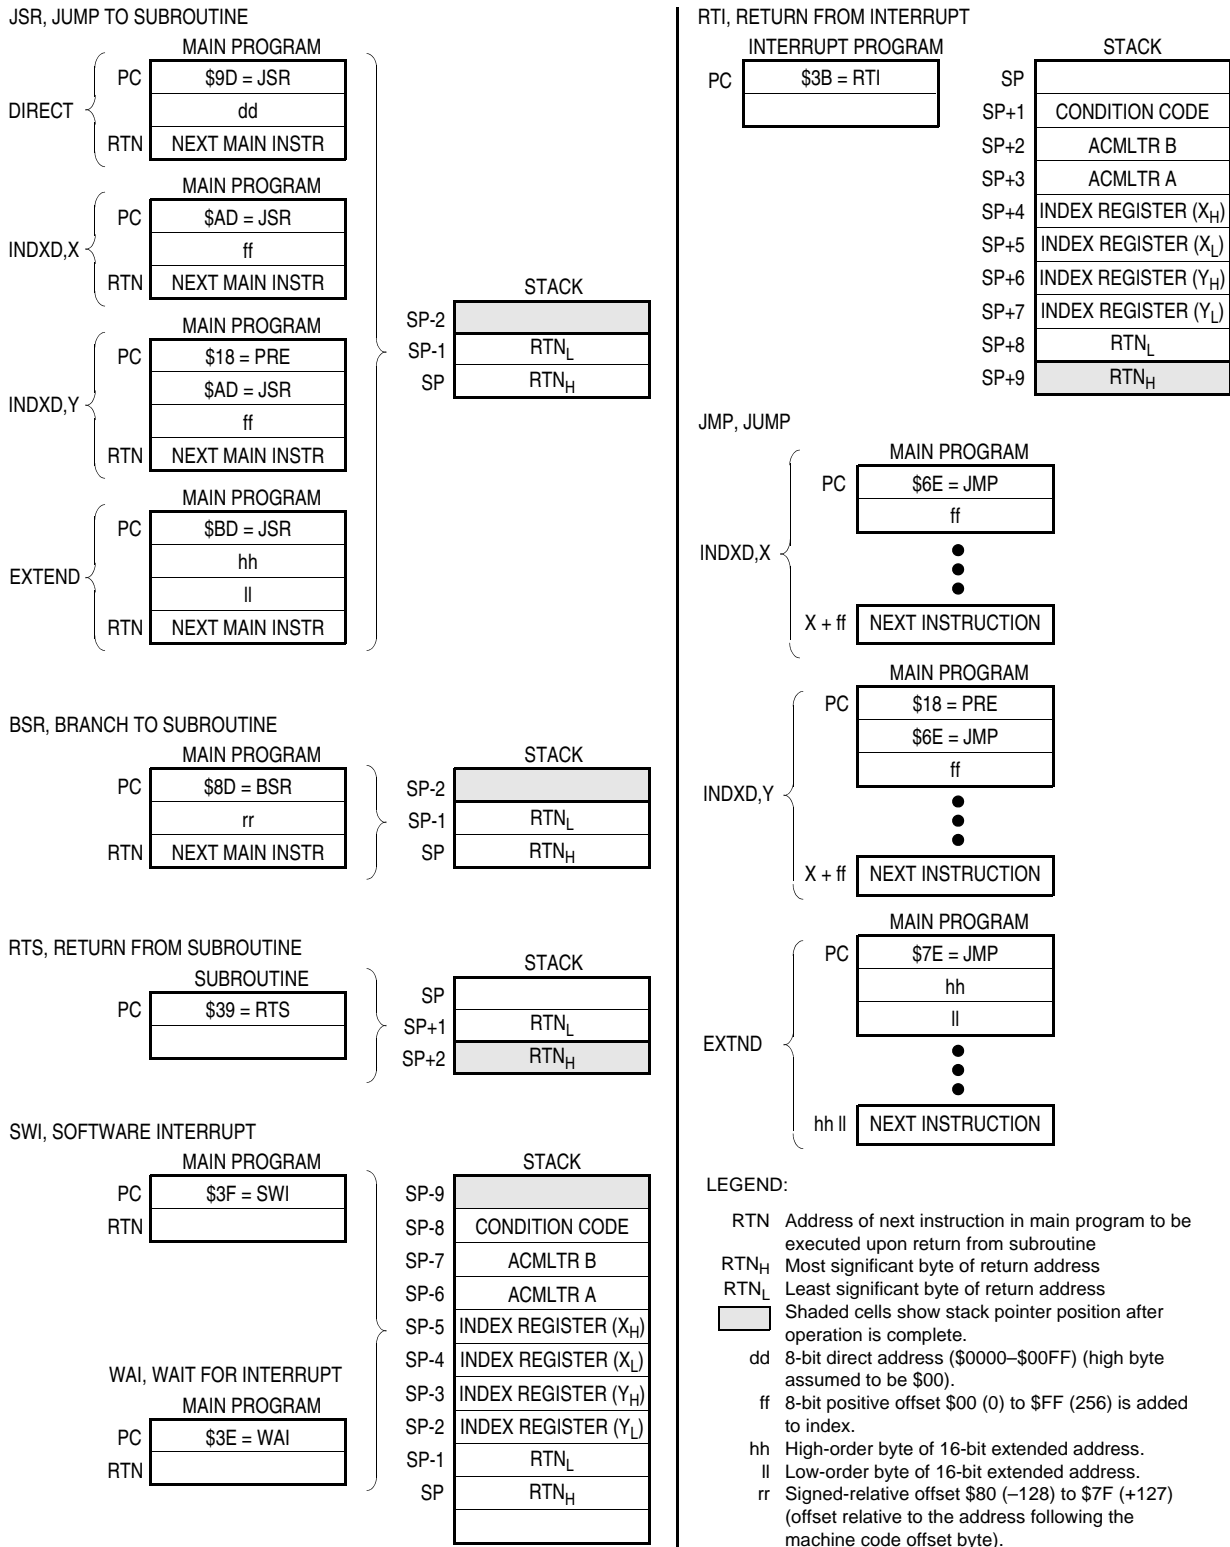 JSR, JUMP TO SUBROUTINE
MAIN PROGRAM
DIRECT
PC $9D = JSR
dd
RTN NEXT MAIN INSTR
MAIN PROGRAM
INDXD,X
PC $AD = JSR
ff
RTN NEXT MAIN INSTR
MAIN PROGRAM
INDXD,Y
PC $18 = PRE
$AD = JSR
ff
RTN NEXT MAIN INSTR
MAIN PROGRAM
EXTEND
PC $BD = JSR
hh
ll
RTN NEXT MAIN INSTR
STACK
SP-2
SP-1 RTNL
SP RTNH
BSR, BRANCH TO SUBROUTINE
MAIN PROGRAM
PC $8D = BSR
rr
RTN NEXT MAIN INSTR
STACK
SP-2
SP-1 RTNL
SP RTNH
RTS, RETURN FROM SUBROUTINE
SUBROUTINE
PC $39 = RTS
STACK
SP
SP+1 RTNL
SP+2 RTNH
SWI, SOFTWARE INTERRUPT
MAIN PROGRAM
PC $3F = SWI
RTN
WAI, WAIT FOR INTERRUPT
MAIN PROGRAM
PC $3E = WAI
RTN
STACK
SP-9
SP-8 CONDITION CODE
SP-7 ACMLTR B
SP-6 ACMLTR A
SP-5 INDEX REGISTER (XH)
SP-4 INDEX REGISTER (XL)
SP-3 INDEX REGISTER (YH)
SP-2 INDEX REGISTER (YL)
SP-1 RTNL
SP RTNH
RTI, RETURN FROM INTERRUPT
INTERRUPT PROGRAM
PC $3B = RTI
STACK
SP
SP+1 CONDITION CODE
SP+2 ACMLTR B
SP+3 ACMLTR A
SP+4 INDEX REGISTER (XH)
SP+5 INDEX REGISTER (XL)
SP+6 INDEX REGISTER (YH)
SP+7 INDEX REGISTER (YL)
SP+8 RTNL
SP+9 RTNH
JMP, JUMP
MAIN PROGRAM
INDXD,X
PC $6E = JMP
ff
X + ff NEXT INSTRUCTION
MAIN PROGRAM
INDXD,Y
PC $18 = PRE
$6E = JMP
ff
X + ff NEXT INSTRUCTION
MAIN PROGRAM
EXTND
PC $7E = JMP
hh
ll
hh ll NEXT INSTRUCTION
LEGEND:
RTN Address of next instruction in main program to be
executed upon return from subroutine
RTNH Most significant byte of return address
RTNL Least significant byte of return address
Shaded cells show stack pointer position after
operation is complete.
dd 8-bit direct address ($0000–$00FF) (high byte
assumed to be $00).
ff 8-bit positive offset $00 (0) to $FF (256) is added
to index.
hh High-order byte of 16-bit extended address.
ll Low-order byte of 16-bit extended address.
rr Signed-relative offset $80 (–128) to $7F (+127)
(offset relative to the address following the
machine code offset byte).